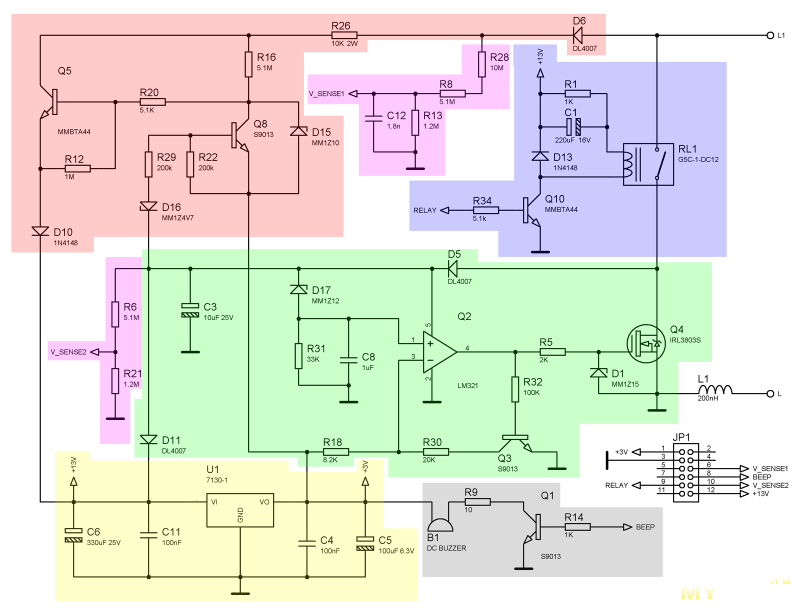 R26
10K 2W
D6
DL4007
L1
Q5
MMBTA44
R16
5.1M
R20
5.1K
Q8
S9013
D15
MM1Z10
R12
1M
R29
200k
R22
200k
D16
MM1Z4V7
D10
1N4148
R28
10M
V_SENSE1
R8
5.1M
C12
1.8n
R13
1.2M
+13V
R1
1K
C1
220uF 16V
D13
1N4148
RL1
G5C-1-DC12
Q10
MMBTA44
RELAY
R34
5.1k
D5
DL4007
R6
5.1M
V_SENSE2
R21
1.2M
C3
10uF 25V
D17
MM1Z12
R31
33K
C8
1uF
Q2
LM321
1
3
5
2
4
+
−
R5
2K
Q4
IRL3803S
D1
MM1Z15
R32
100K
L1
200nH
L
D11
DL4007
R18
8.2K
R30
20K
Q3
S9013
+13V
U1
7130-1
VI
VO
GND
+3V
C6
330uF 25V
C11
100nF
C4
100nF
C5
100uF 6.3V
B1
DC BUZZER
R9
10
Q1
S9013
R14
1K
BEEP
JP1
+3V
1
2
3
4
5
6
V_SENSE1
7
8
BEEP
RELAY
9
10
V_SENSE2
11
12
+13V
MY
.ru